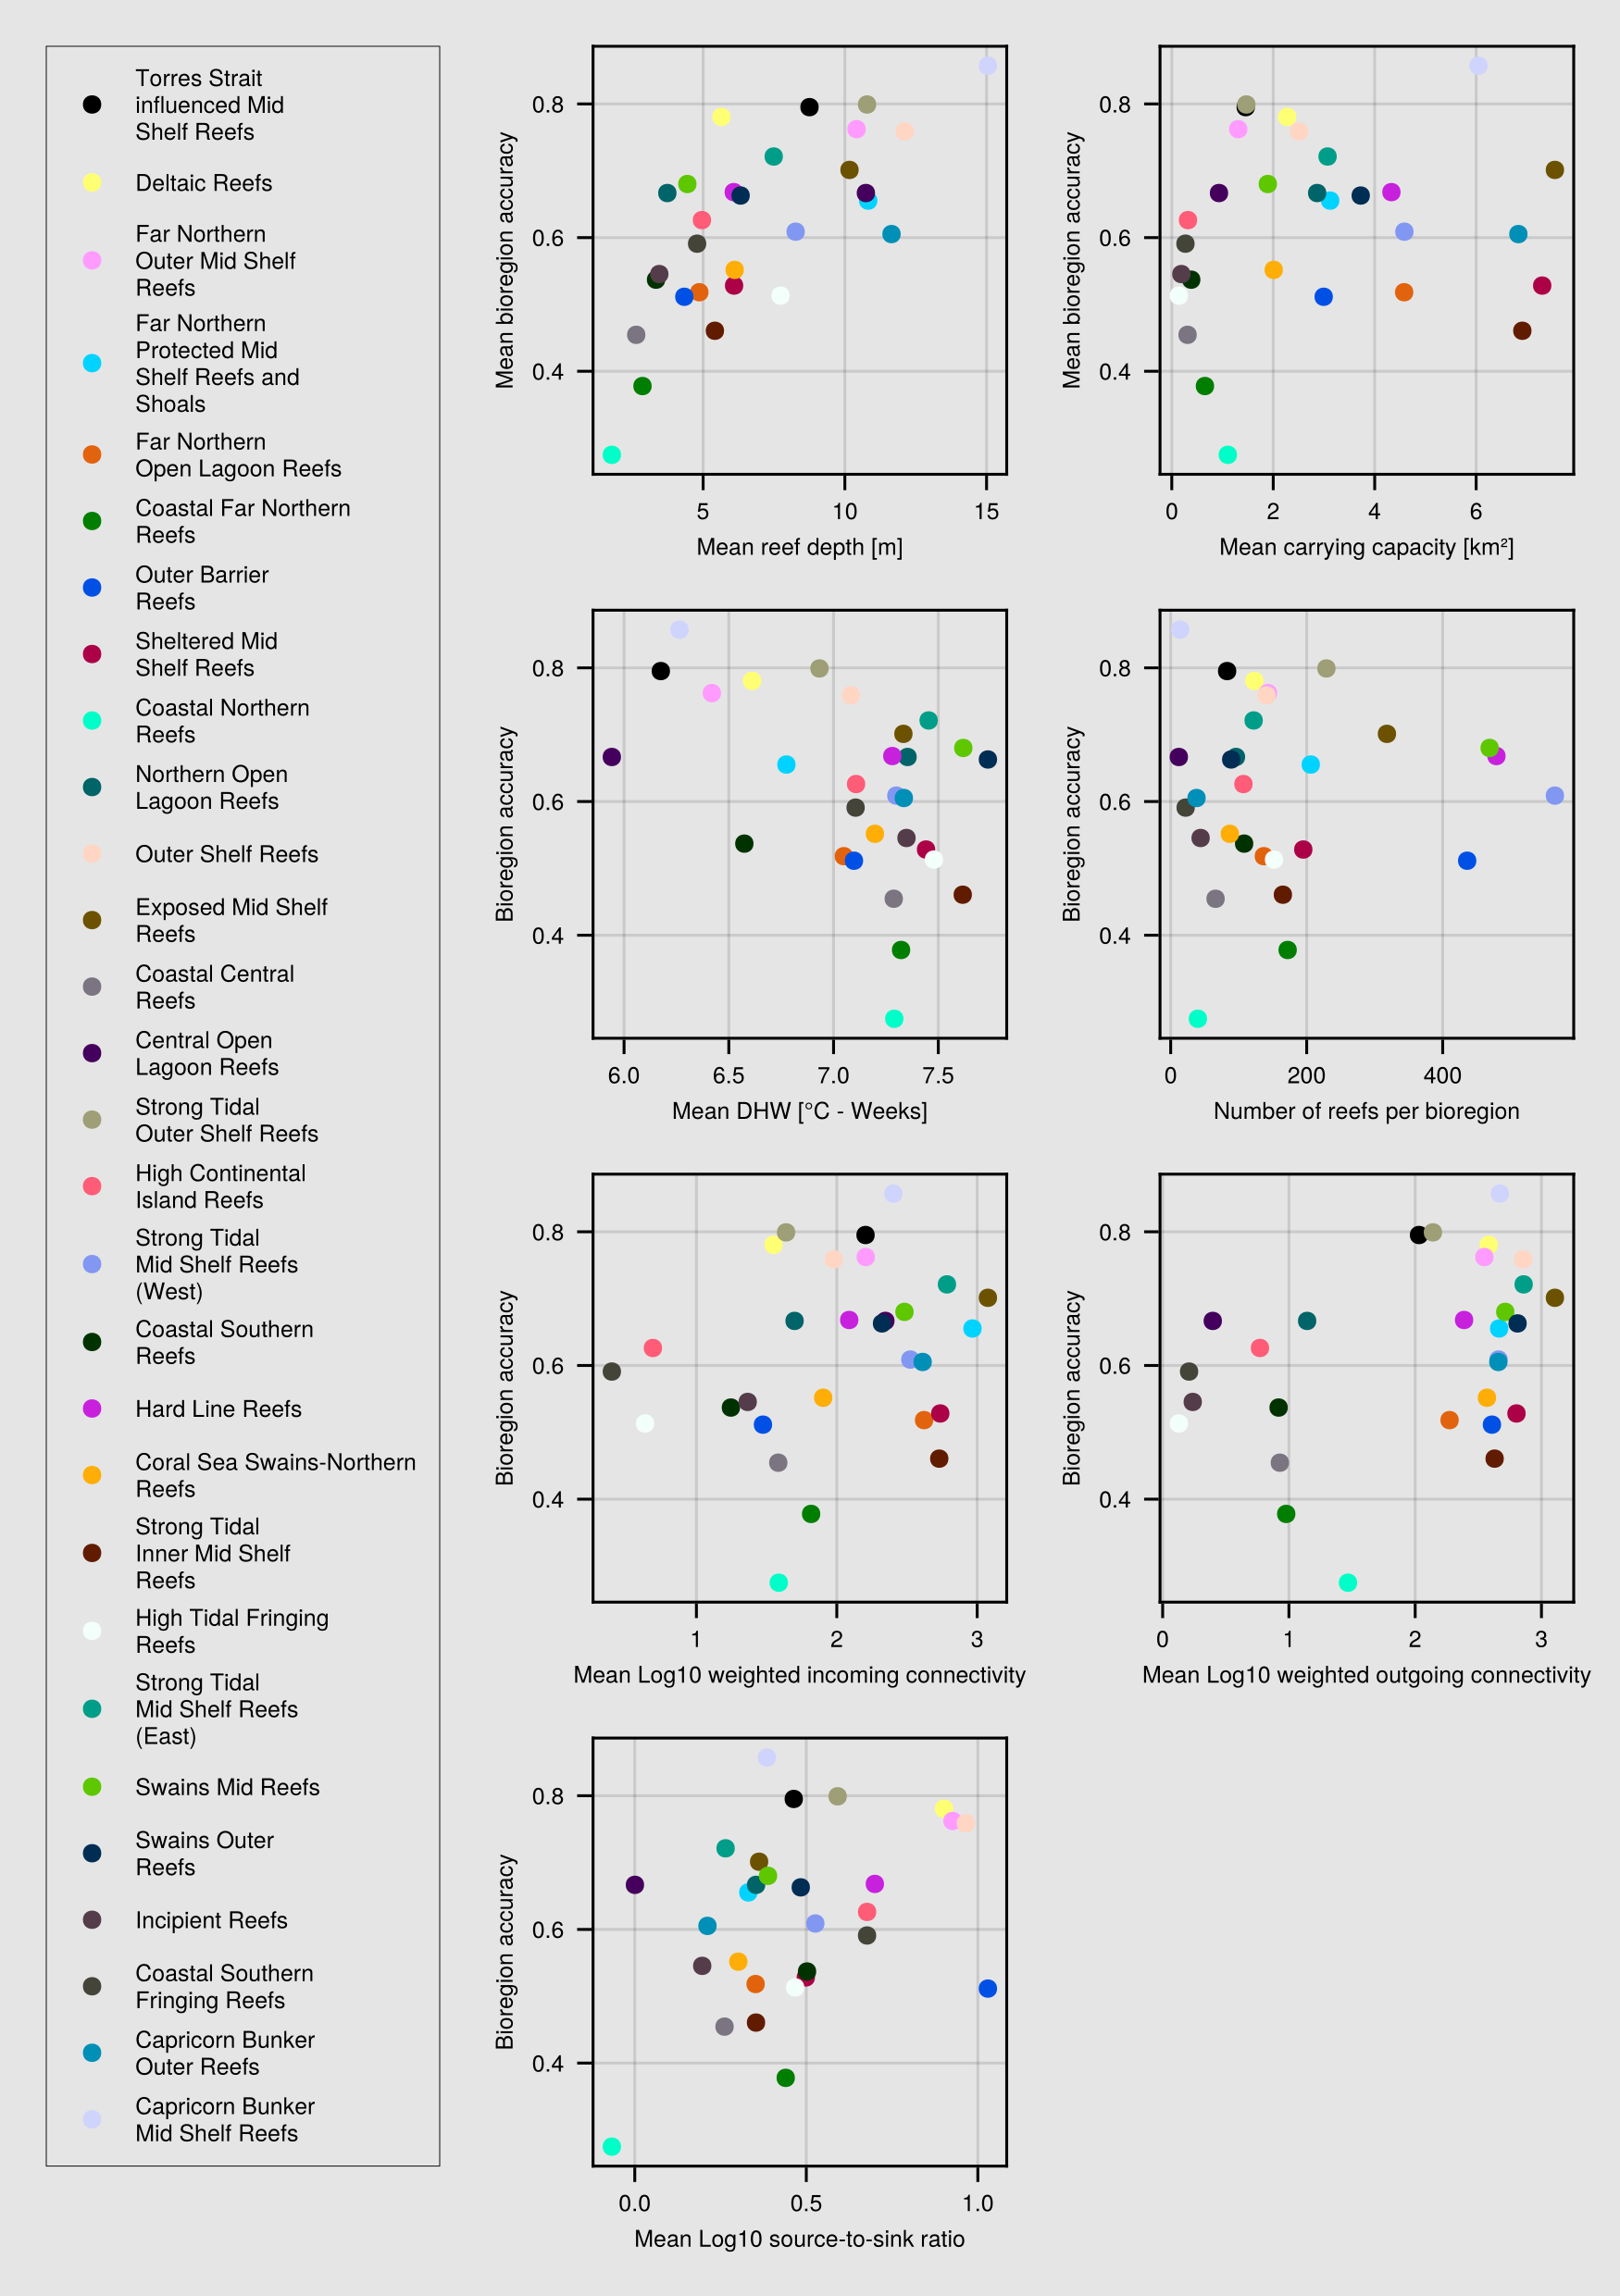 Torres Strait
influenced Mid
Shelf Reefs
Deltaic Reefs
Far Northern
Outer Mid Shelf
Reefs
Far Northern
Protected Mid
Shelf Reefs and
Shoals
Far Northern
Open Lagoon Reefs
Coastal Far Northern
Reefs
Outer Barrier
Reefs
Sheltered Mid
Shelf Reefs
Coastal Northern
Reefs
Northern Open
Lagoon Reefs
Outer Shelf Reefs
Exposed Mid Shelf
Reefs
Coastal Central
Reefs
Central Open
Lagoon Reefs
Strong Tidal
Outer Shelf Reefs
High Continental
Island Reefs
Strong Tidal
Mid Shelf Reefs
(West)
Coastal Southern
Reefs
Hard Line Reefs
Coral Sea Swains-Northern
Reefs
Strong Tidal
Inner Mid Shelf
Reefs
High Tidal Fringing
Reefs
Strong Tidal
Mid Shelf Reefs
(East)
Swains Mid Reefs
Swains Outer
Reefs
Incipient Reefs
Coastal Southern
Fringing Reefs
Capricorn Bunker
Outer Reefs
Capricorn Bunker
Mid Shelf Reefs
Mean bioregion accuracy
0.8
0.6
0.4
5 10 15
Mean reef depth [m]
Mean bioregion accuracy
0.8
0.6
0.4
0 2 4 6
Mean carrying capacity [km²]
Bioregion accuracy
0.8
0.6
0.4
6.0 6.5 7.0 7.5
Mean DHW [°C - Weeks]
Bioregion accuracy
0.8
0.6
0.4
0 200 400
Number of reefs per bioregion
Bioregion accuracy
0.8
0.6
0.4
1 2 3
Mean Log10 weighted incoming connectivity
Bioregion accuracy
0.8
0.6
0.4
0 1 2 3
Mean Log10 weighted outgoing connectivity
Bioregion accuracy
0.8
0.6
0.4
0.0 0.5 1.0
Mean Log10 source-to-sink ratio